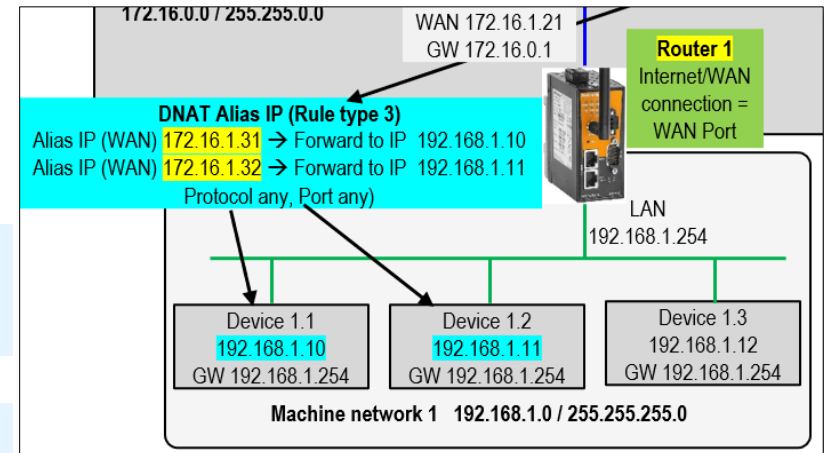 172.16.0.0 / 255.255.0.0
WAN 172.16.1.21
GW 172.16.0.1
Router 1
Internet/WAN
connection =
WAN Port
DNAT Alias IP (Rule type 3)
Alias IP (WAN) 172.16.1.31 → Forward to IP 192.168.1.10
Alias IP (WAN) 172.16.1.32 → Forward to IP 192.168.1.11
Protocol any, Port any)
LAN
192.168.1.254
Device 1.1
192.168.1.10
GW 192.168.1.254
Device 1.2
192.168.1.11
GW 192.168.1.254
Device 1.3
192.168.1.12
GW 192.168.1.254
Machine network 1 192.168.1.0 / 255.255.255.0